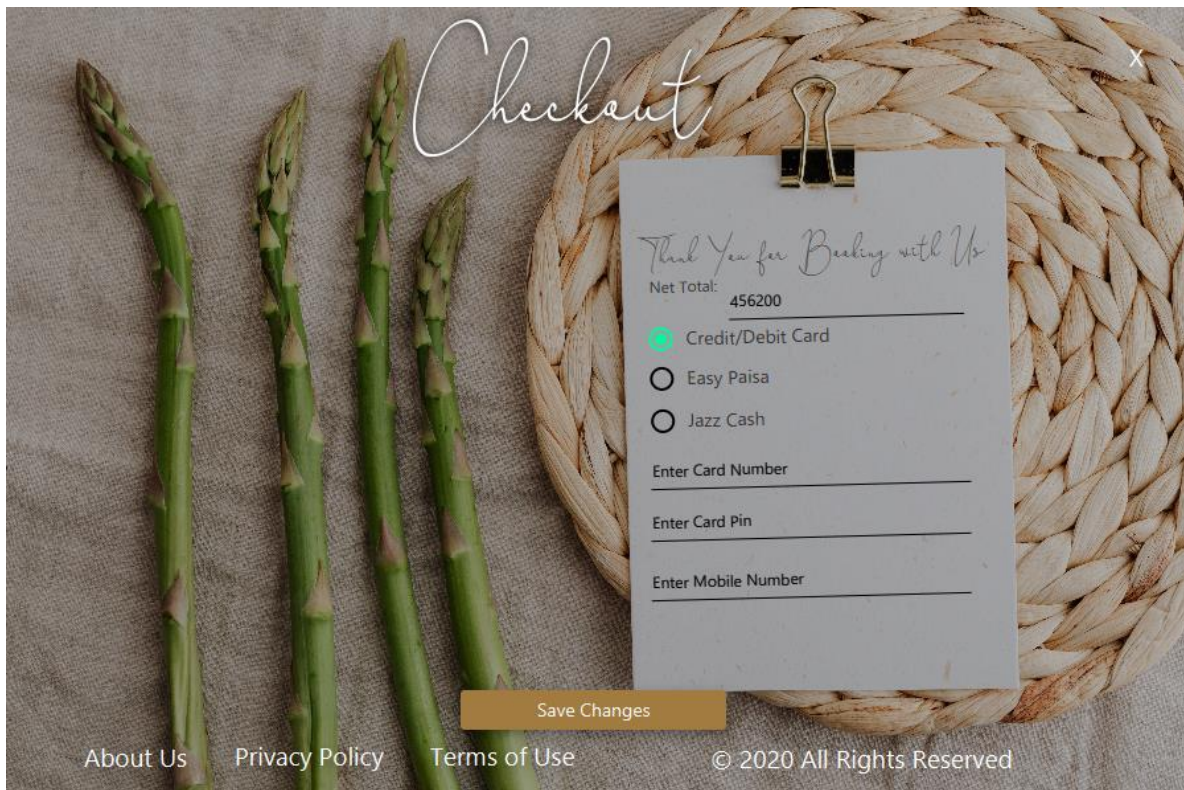 Checkout
X
Thank You for Booking with Us
Net Total:
456200
Credit/Debit Card
Easy Paisa
Jazz Cash
Enter Card Number
Enter Card Pin
Enter Mobile Number
Save Changes
About Us Privacy Policy Terms of Use © 2020 All Rights Reserved